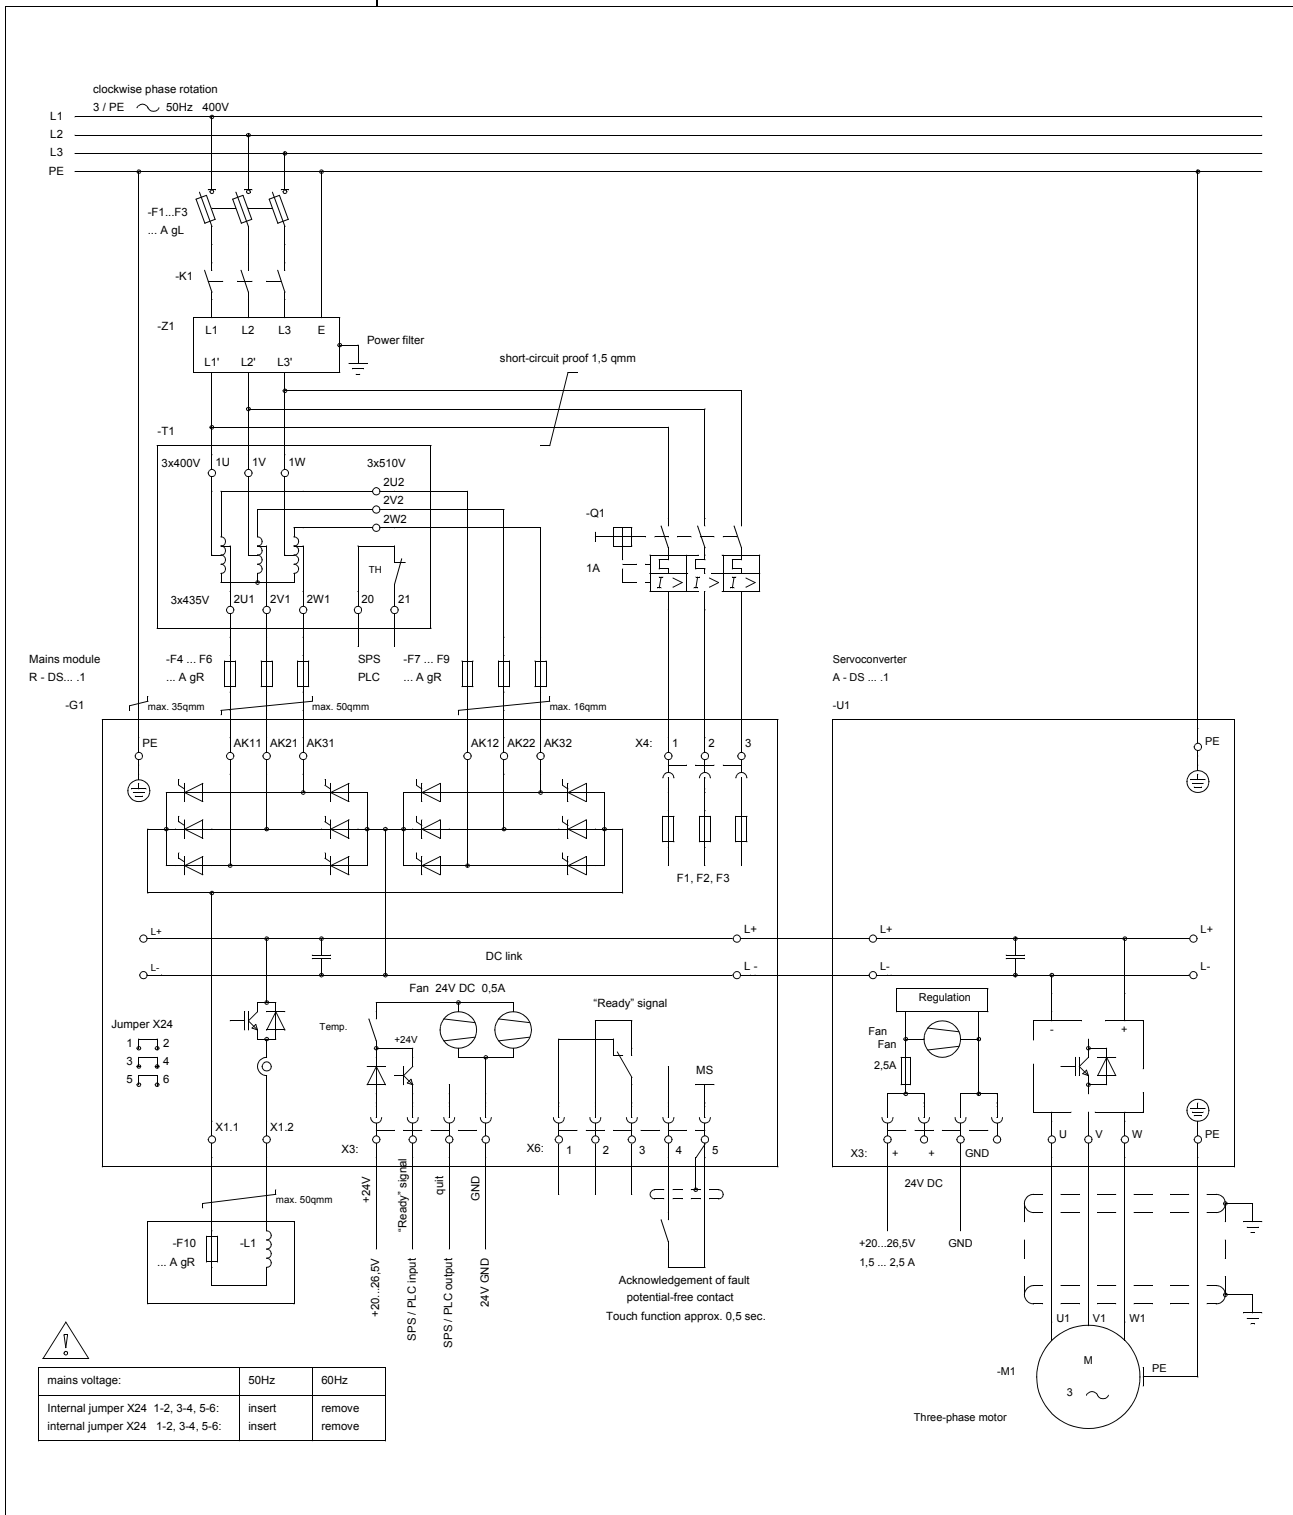 clockwise phase rotation
3 / PE 50Hz 400V
L1
L2
L3
PE
-F1...F3
... A gL
-K1
-Z1
L1 L2 L3 E
L1' L2' L3'
Power filter
short-circuit proof 1,5 qmm
-T1
3x400V 1U 1V 1W 3x510V
2U2
2V2
2W2
-Q1
1A
I > I > I >
TH
3x435V 2U1 2V1 2W1 20 21
Mains module
R - DS... .1
-G1
-F4 ... F6
... A gR
SPS
PLC
-F7 ... F9
... A gR
Servoconverter
A - DS ... .1
-U1
max. 35qmm
max. 50qmm
max. 16qmm
PE AK11 AK21 AK31 AK12 AK22 AK32 X4: 1 2 3
PE
F1, F2, F3
L+ L+ L+ L+
DC link
L- L - L- L-
Fan 24V DC 0,5A
"Ready" signal
Regulation
Jumper X24
1 2
3 4
5 6
Temp.
+24V
Fan
Fan
2,5A
- +
MS
X1.1 X1.2
X3:
X6: 1 2 3 4 5
X3: + + GND
U V W PE
24V DC
+24V
"Ready" signal
quit
GND
max. 50qmm
-F10
... A gR
-L1
+20...26,5V
SPS / PLC input
SPS / PLC output
24V GND
+20...26,5V
1,5 ... 2,5 A
GND
Acknowledgement of fault
potential-free contact
Touch function approx. 0,5 sec.
U1 V1 W1
-M1
M
3
PE
Three-phase motor
!
mains voltage: 50Hz 60Hz
Internal jumper X24 1-2, 3-4, 5-6: insert remove
internal jumper X24 1-2, 3-4, 5-6: insert remove